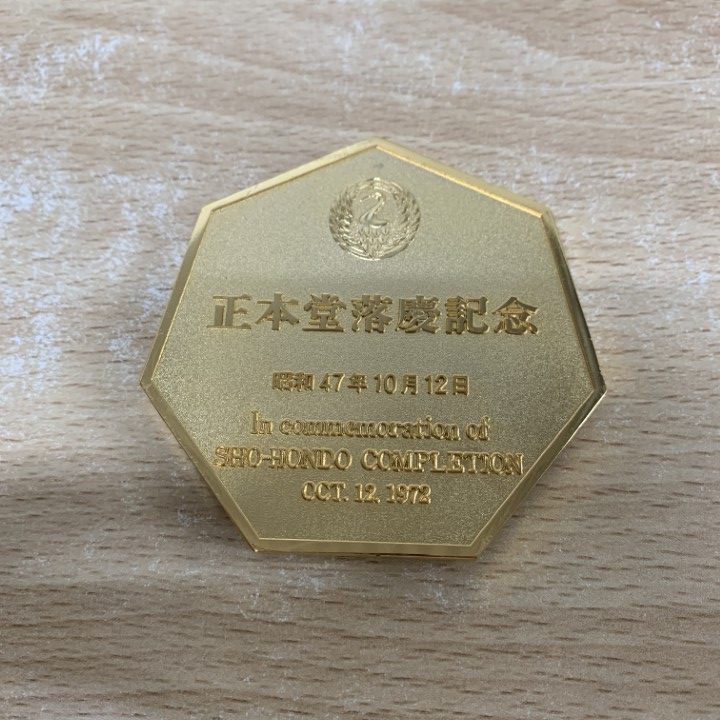 正本堂落慶記念
昭和47年10月12日
In commemoration of
SHO-HONDO COMPLETION
OCT. 12. 1972